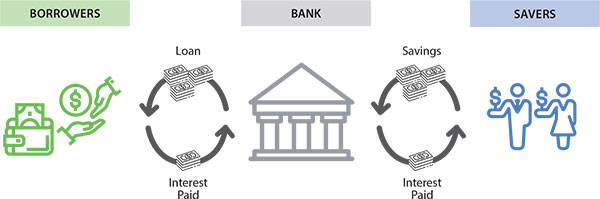 BORROWERS
BANK
SAVERS
Loan
Savings
$
$
$
Interest
Paid
Interest
Paid